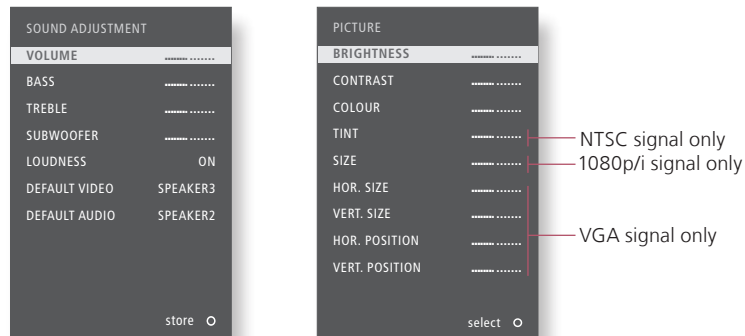 SOUND ADJUSTMENT
VOLUME
BASS
TREBLE
SUBWOOFER
LOUDNESS ON
DEFAULT VIDEO SPEAKER3
DEFAULT AUDIO SPEAKER2
store
PICTURE
BRIGHTNESS
CONTRAST
COLOUR
TINT
SIZE
HOR. SIZE
VERT. SIZE
HOR. POSITION
VERT. POSITION
select
NTSC signal only
1080p/i signal only
VGA signal only